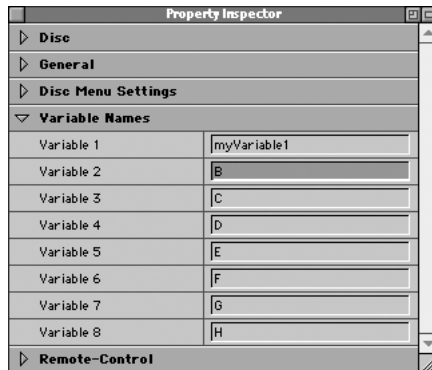 Property Inspector
Disc
General
Disc Menu Settings
Variable Names
Variable 1 myVariable1
Variable 2 B
Variable 3 C
Variable 4 D
Variable 5 E
Variable 6 F
Variable 7 G
Variable 8 H
Remote-Control